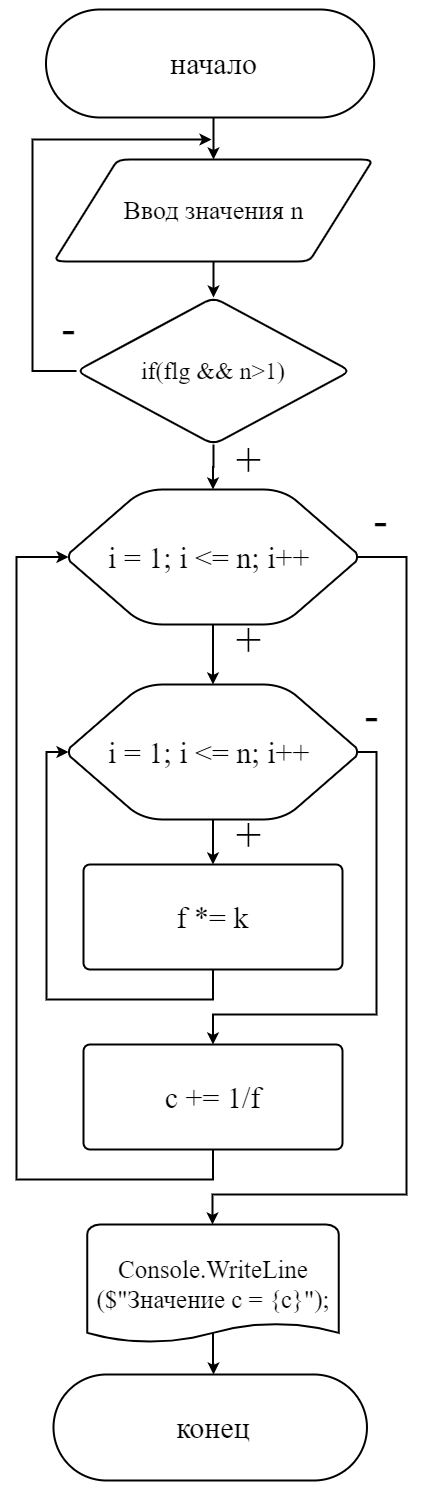 начало
Ввод значения n
-
if(flg && n>1)
+
-
i = 1; i <= n; i++
+
-
i = 1; i <= n; i++
+
f *= k
c += 1/f
Console.WriteLine
($"Значение c = {c}");
конец